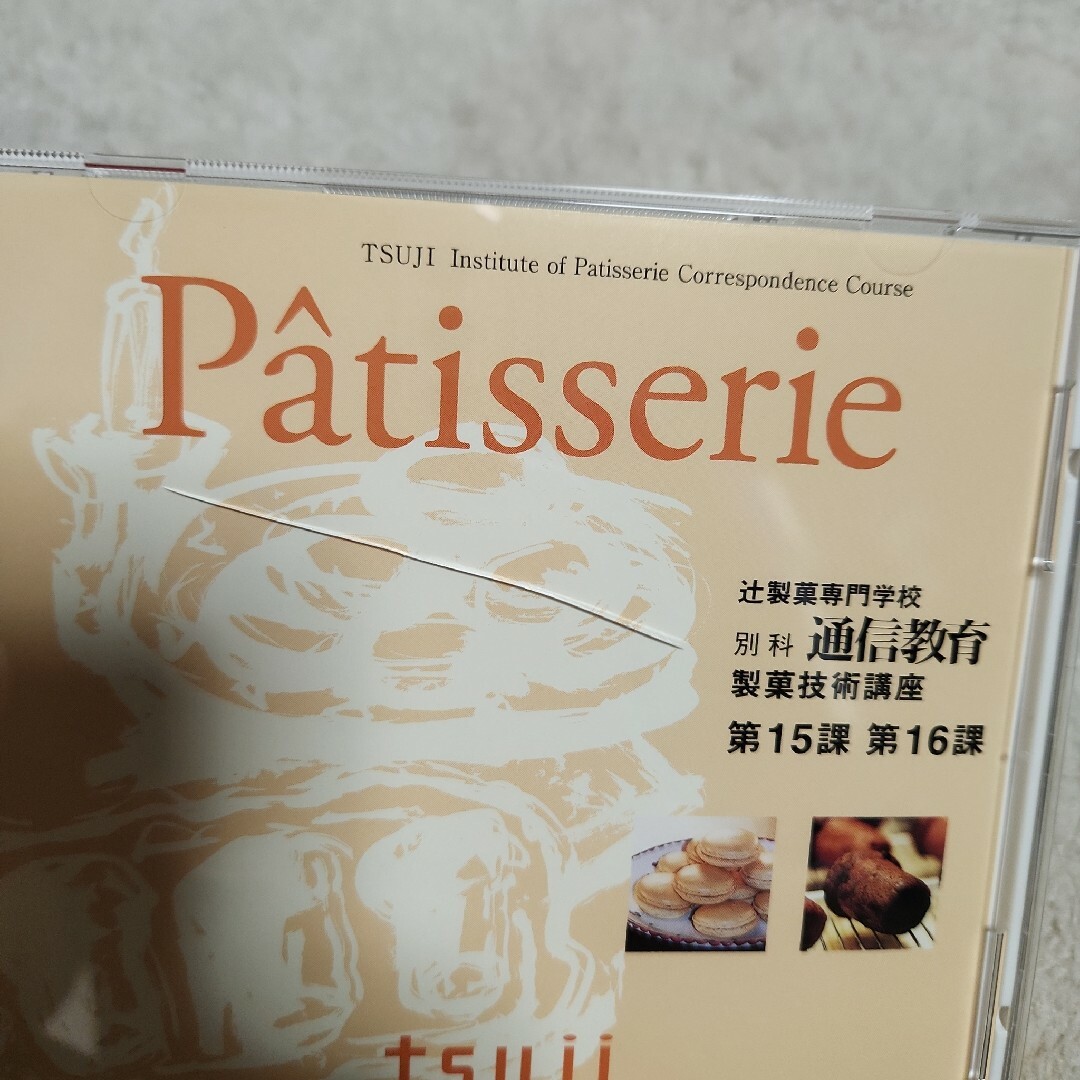 TSUJI Institute of Patisserie Correspondence Course
Pâtisserie
辻製菓専門学校
別科 通信教育
製菓技術講座
第15課 第16課
tsuji